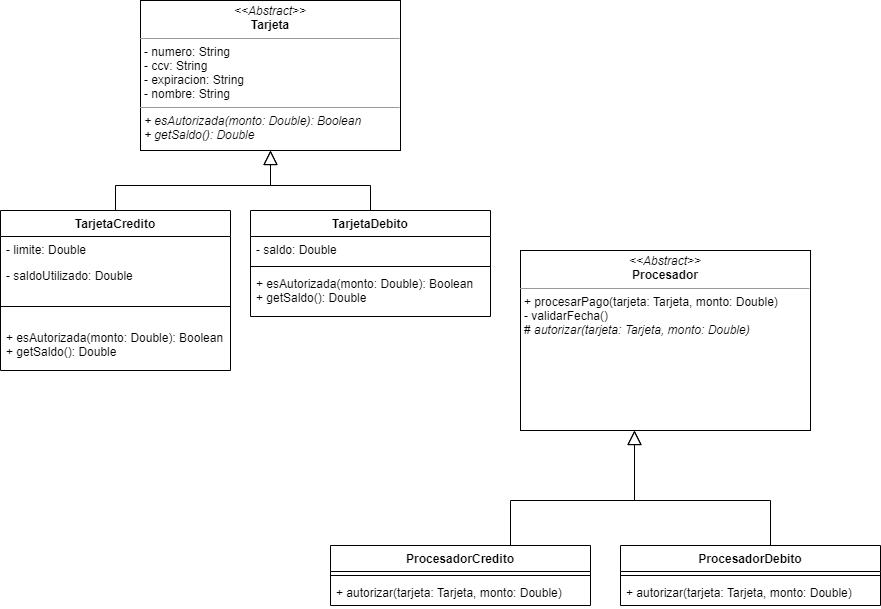 <<Abstract>>
Tarjeta
- numero: String
- ccv: String
- expiracion: String
- nombre: String
+ esAutorizada(monto: Double): Boolean
+ getSaldo(): Double
TarjetaCredito
- limite: Double
- saldoUtilizado: Double
+ esAutorizada(monto: Double): Boolean
+ getSaldo(): Double
TarjetaDebito
- saldo: Double
+ esAutorizada(monto: Double): Boolean
+ getSaldo(): Double
<<Abstract>>
Procesador
+ procesarPago(tarjeta: Tarjeta, monto: Double)
- validarFecha()
# autorizar(tarjeta: Tarjeta, monto: Double)
ProcesadorCredito
+ autorizar(tarjeta: Tarjeta, monto: Double)
ProcesadorDebito
+ autorizar(tarjeta: Tarjeta, monto: Double)